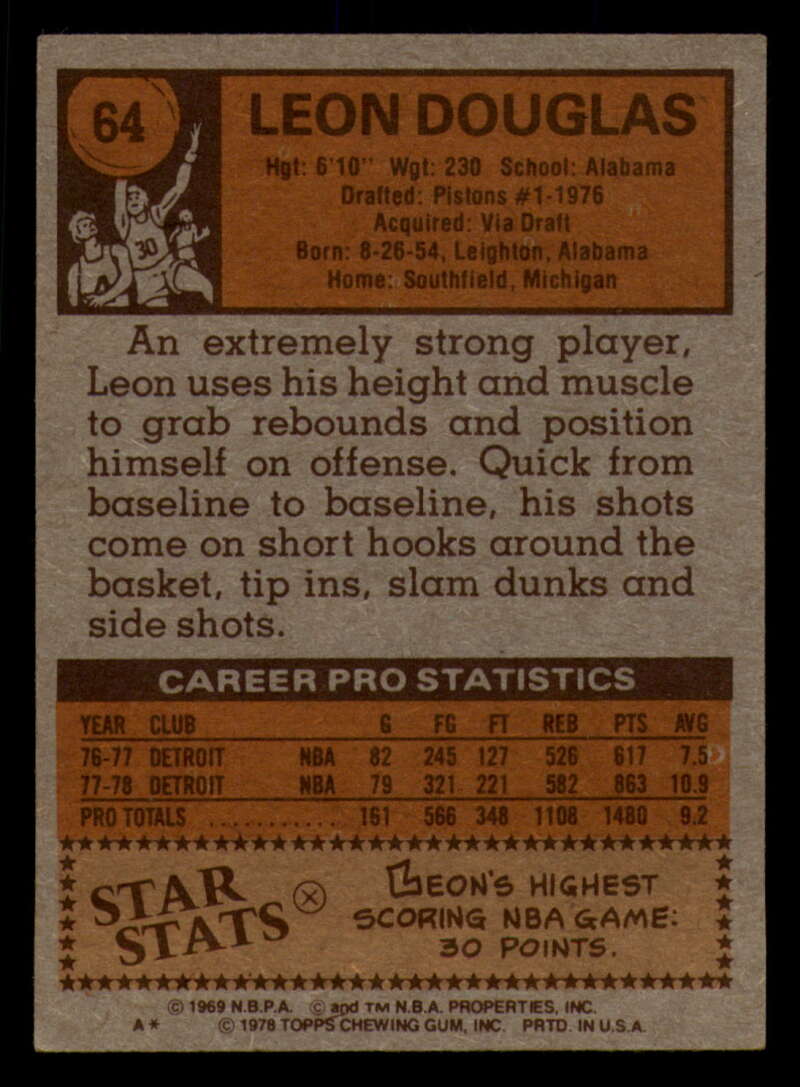 64
LEON DOUGLAS
Hgt: 6'10" Wgt: 230 School: Alabama
Drafted: Pistons #1-1976
Acquired: Via Draft
Born: 8-26-54, Leighton, Alabama
Home: Southfield, Michigan
30
An extremely strong player,
Leon uses his height and muscle
to grab rebounds and position
himself on offense. Quick from
baseline to baseline, his shots
come on short hooks around the
basket, tip ins, slam dunks and
side shots.
CAREER PRO STATISTICS
YEAR CLUB G FG FT REB PTS AVG
76-77 DETROIT NBA 82 245 127 526 617 7.5
77-78 DETROIT NBA 79 321 221 582 863 10.9
PRO TOTALS ............ 161 566 348 1108 1480 9.2
STAR
STATS
LEON'S HIGHEST
SCORING NBA GAME:
30 POINTS.
© 1969 N.B.P.A. © and TM N.B.A. PROPERTIES, INC.
A* © 1978 TOPPS CHEWING GUM, INC. PRTD. IN U.S.A.